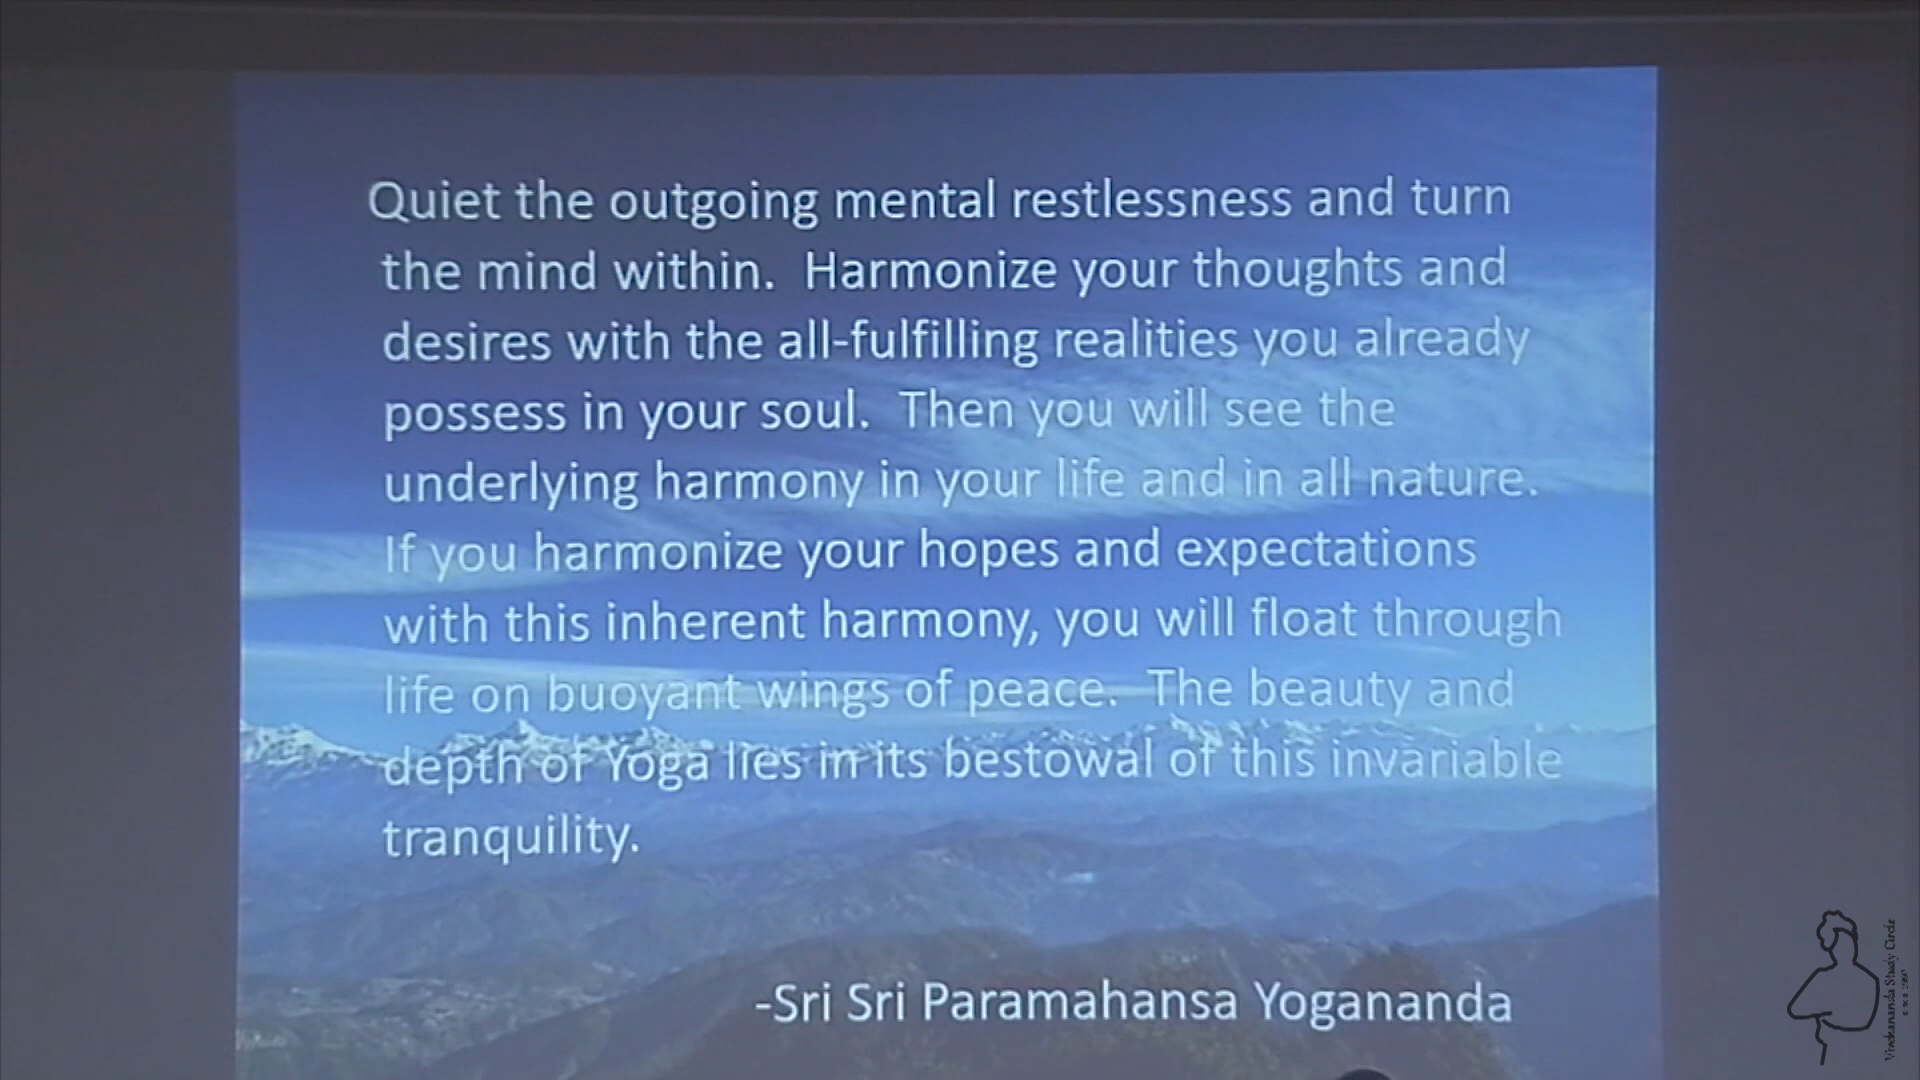 Quiet the outgoing mental restlessness and turn
the mind within.  Harmonize your thoughts and
desires with the all-fulfilling realities you already
possess in your soul.  Then you will see the
underlying harmony in your life and in all nature.
If you harmonize your hopes and expectations
with this inherent harmony, you will float through
life on buoyant wings of peace.  The beauty and
depth of Yoga lies in its bestowal of this invariable
tranquility.
-Sri Sri Paramahansa Yogananda
Vivekananda Study Circle